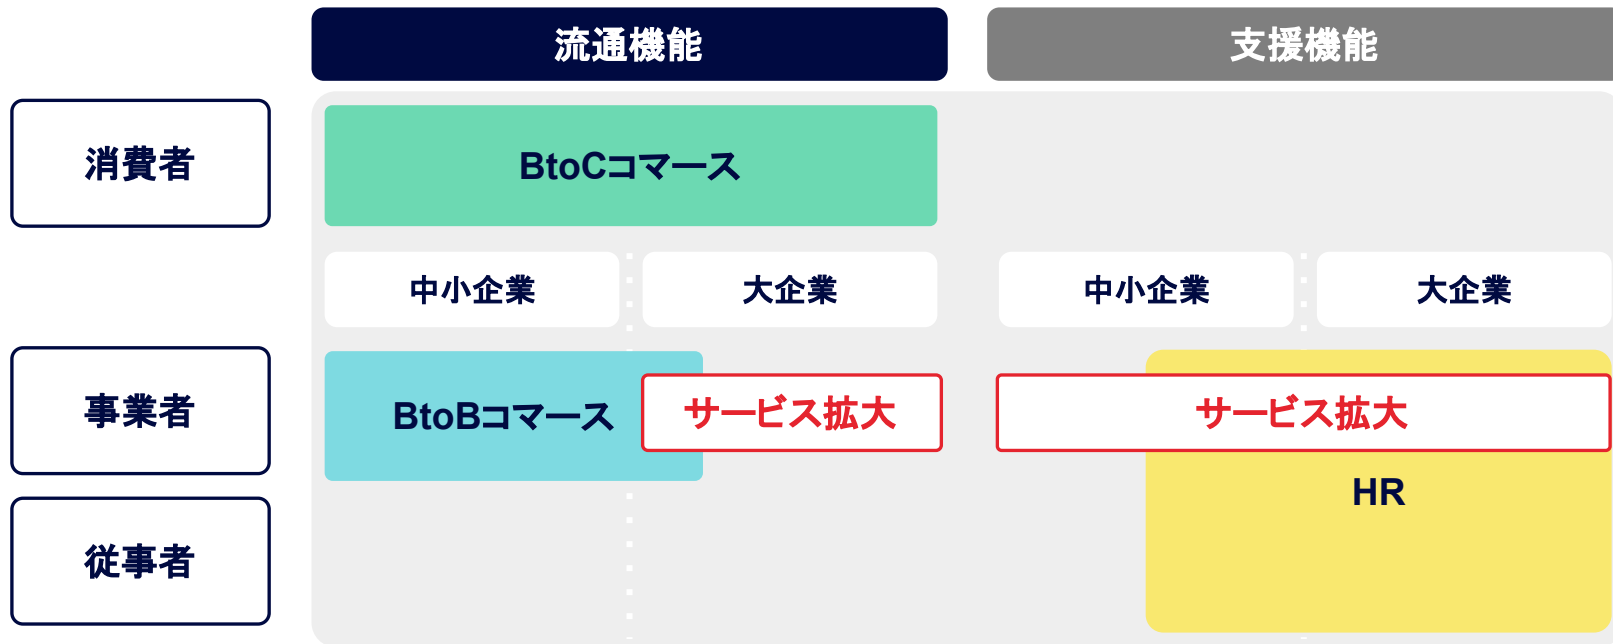 流通機能
支援機能
消費者
BtoCコマース
中小企業
大企業
中小企業
大企業
事業者
BtoBコマース
サービス拡大
サービス拡大
HR
従事者